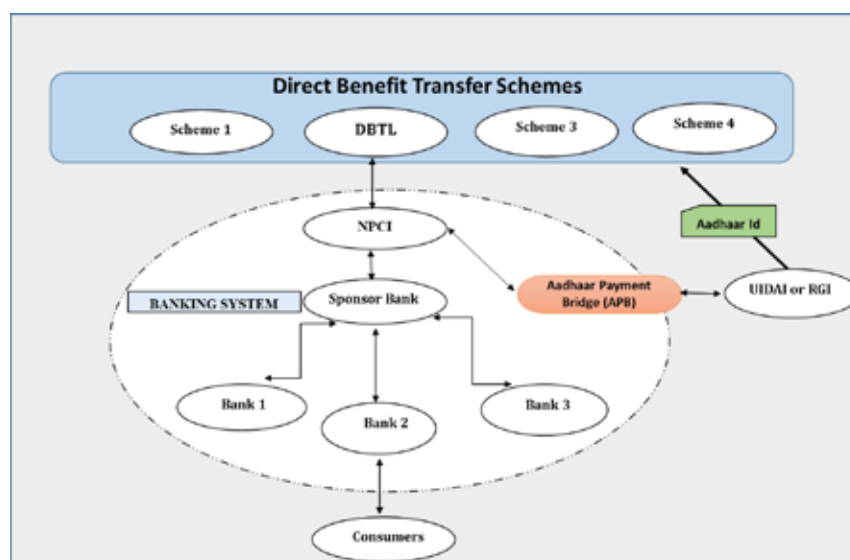 Direct Benefit Transfer Schemes
Scheme 1
DBTL
Scheme 3
Scheme 4
NPCI
Aadhaar Id
BANKING SYSTEM
Sponsor Bank
Aadhaar Payment
Bridge (APB)
UIDAI or RGI
Bank 1
Bank 2
Bank 3
Consumers